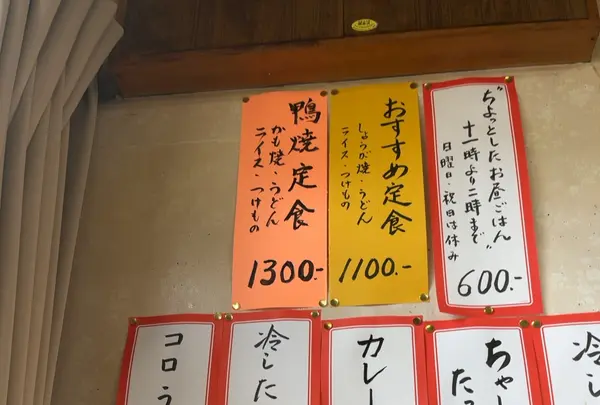 "ぢょっとしたお昼ごはん"
十一時より二時まで
日曜日・祝日は休み
600.-
おすすめ定食
しょうが焼・うどん
ライス・つけもの
1100.-
鴨焼定食
かも焼・うどん
ライス・つけもの
1300.-
冷し
ちゃー
カレー
冷した
コロ